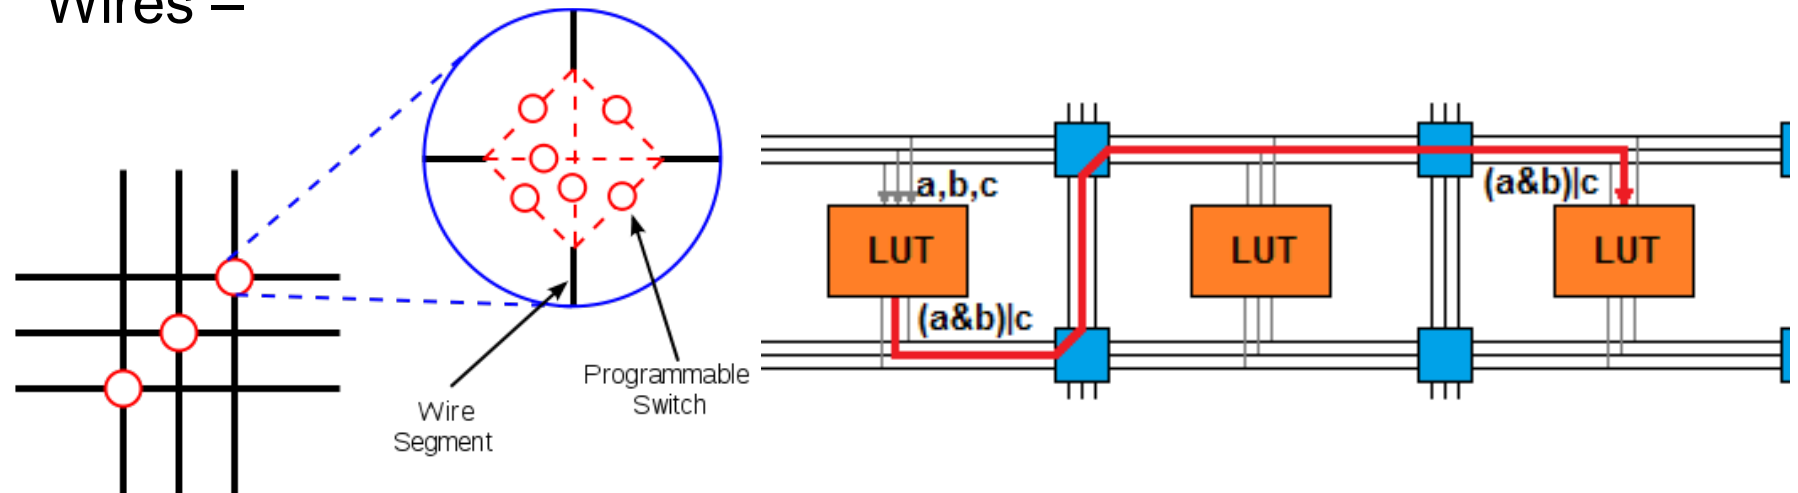 Wires –
a,b,c
(a&b)|c
LUT
LUT
LUT
(a&b)|c
Programmable
Switch
Wire
Segment